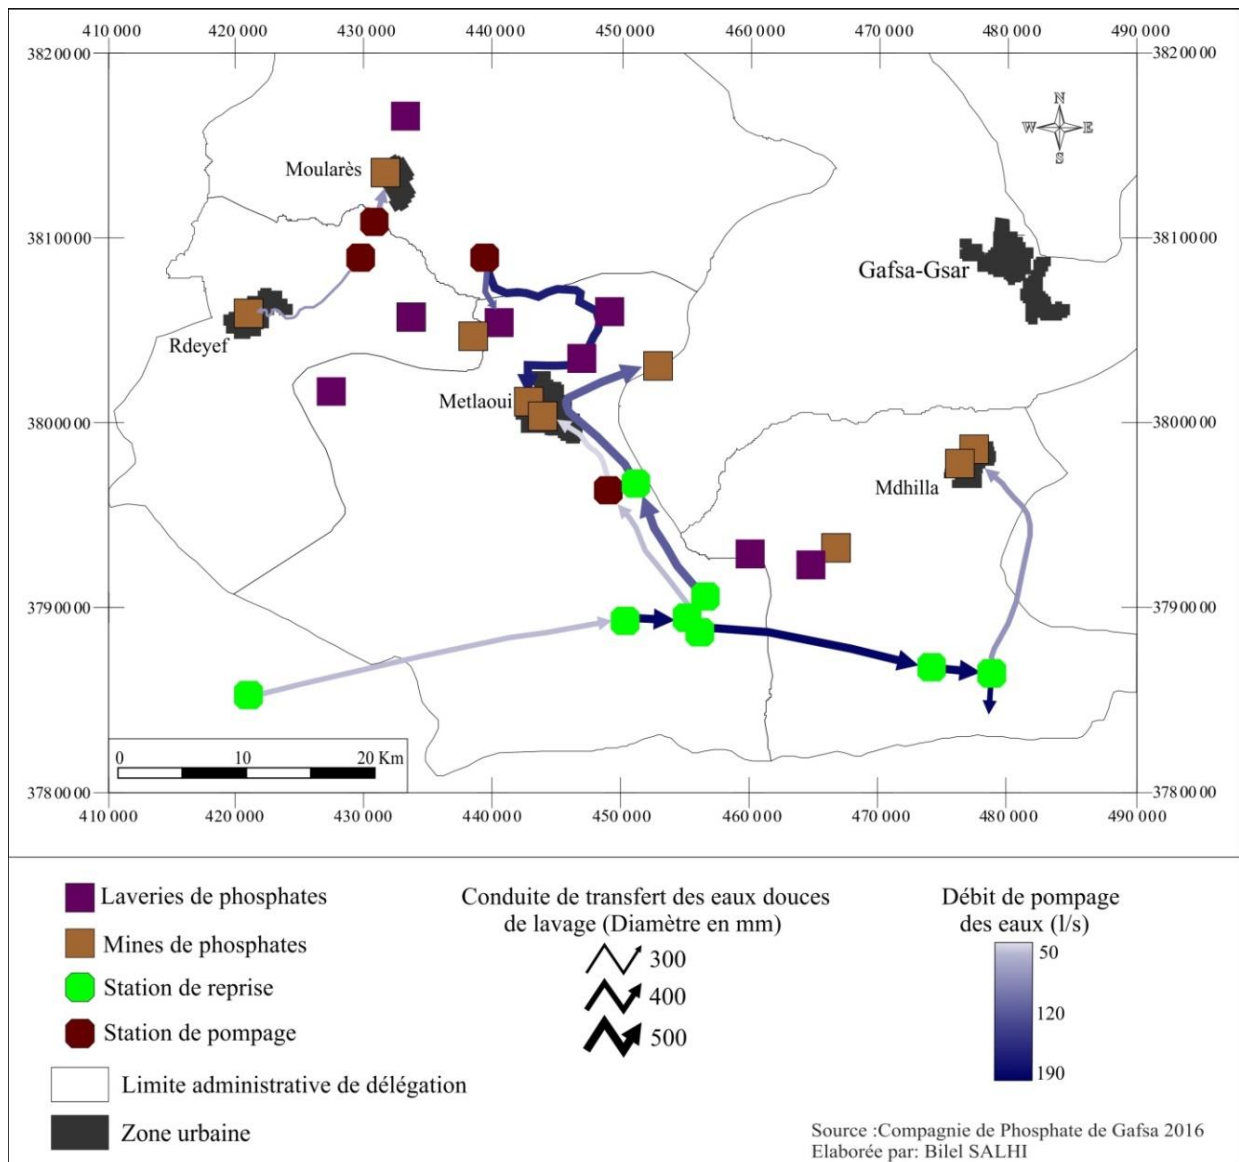 410 000 420 000 430 000 440 000 450 000 460 000 470 000 480 000 490 000
3820000 3820000
N
W E
S
Moularès
3810000 3810000
Gafsa-Gsar
Rdeyef
Metlaoui
3800000 3800000
Mdhilla
3790000 3790000
0 10 20 Km
3780000 3780000
410 000 420 000 430 000 440 000 450 000 460 000 470 000 480 000 490 000
Laveries de phosphates
Mines de phosphates
Station de reprise
Station de pompage
Limite administrative de délégation
Zone urbaine
Conduite de transfert des eaux douces
de lavage (Diamètre en mm)
300
400
500
Débit de pompage
des eaux (l/s)
50
120
190
Source :Compagnie de Phosphate de Gafsa 2016
Elaborée par: Bilel SALHI